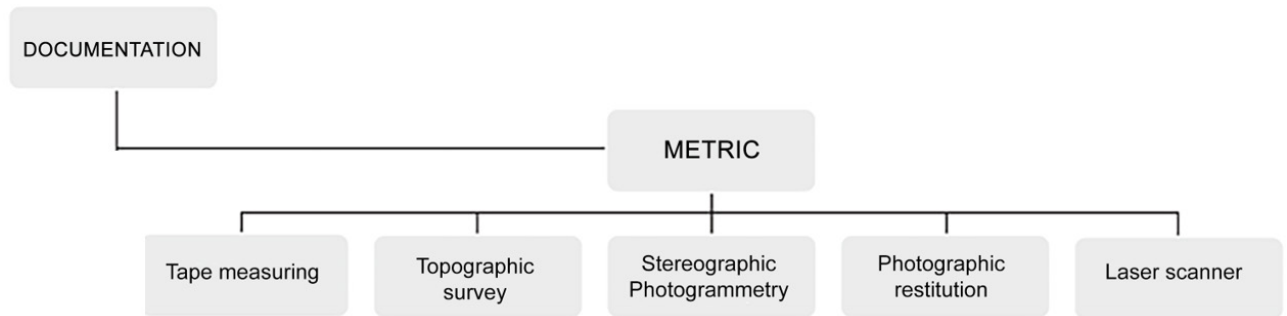 DOCUMENTATION
METRIC
Tape measuring
Topographic
survey
Stereographic
Photogrammetry
Photographic
restitution
Laser scanner